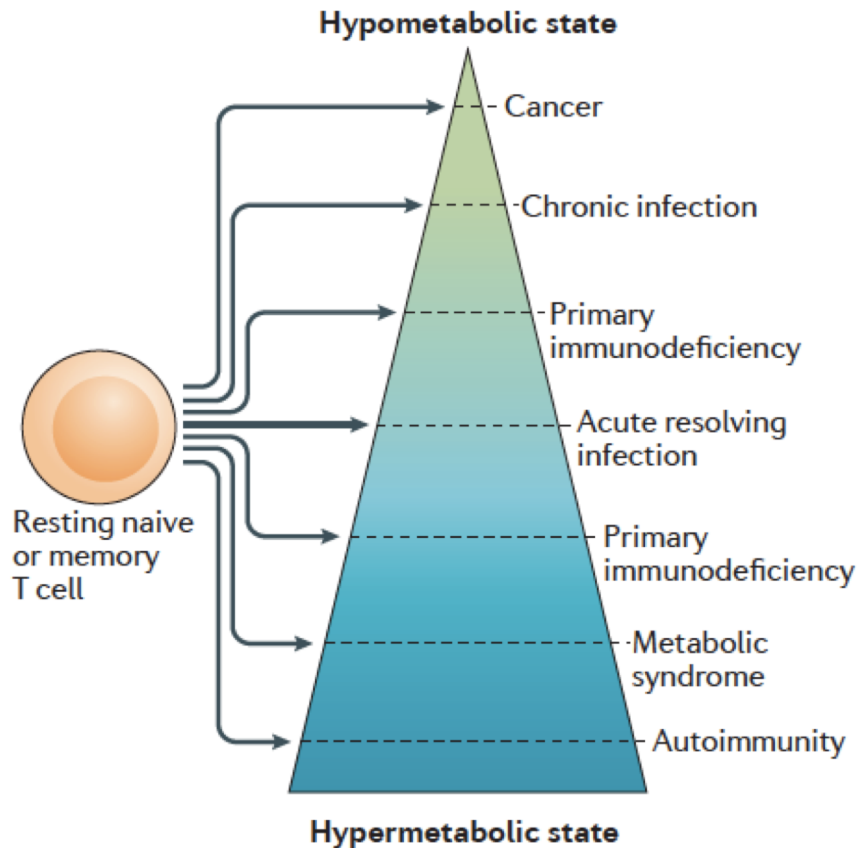 Hypometabolic state
Cancer
Chronic infection
Primary
immunodeficiency
Acute resolving
infection
Resting naive
or memory
T cell
Primary
immunodeficiency
Metabolic
syndrome
Autoimmunity
Hypermetabolic state